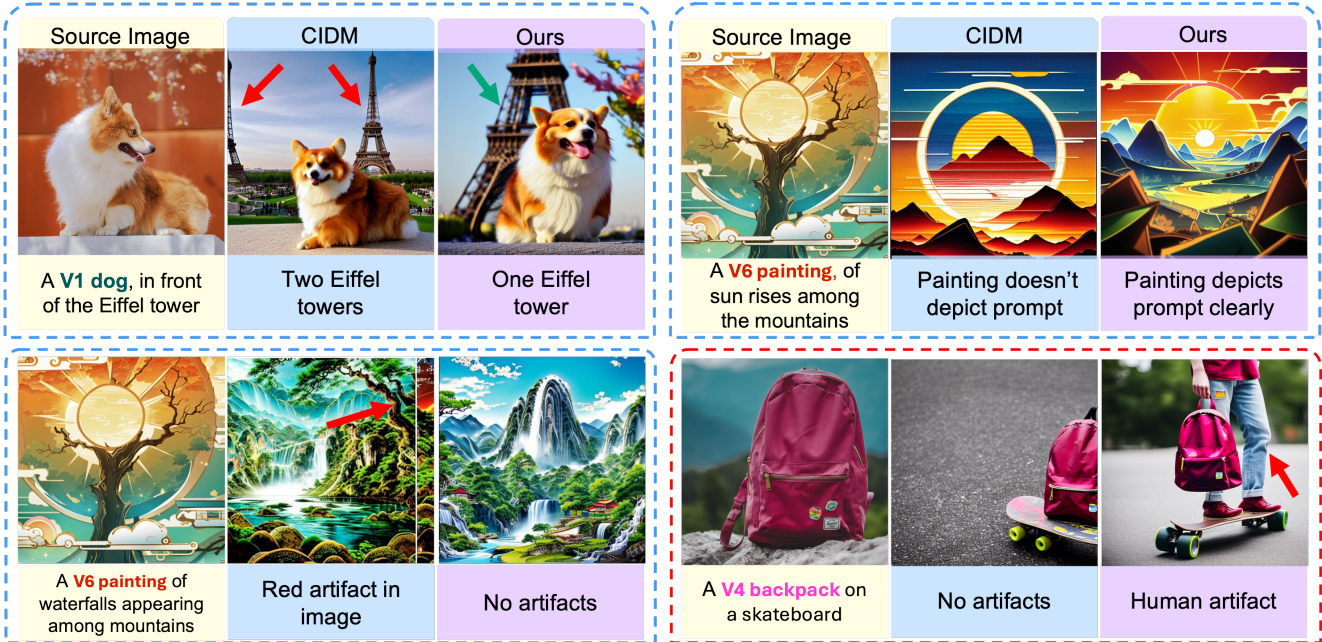 Source Image
CIDM
Ours
A V1 dog, in front
of the Eiffel tower
Two Eiffel
towers
One Eiffel
tower
Source Image
CIDM
Ours
A V6 painting, of
sun rises among
the mountains
Painting doesn't
depict prompt
Painting depicts
prompt clearly
A V6 painting of
waterfalls appearing
among mountains
Red artifact in
image
No artifacts
A V4 backpack on
a skateboard
No artifacts
Human artifact